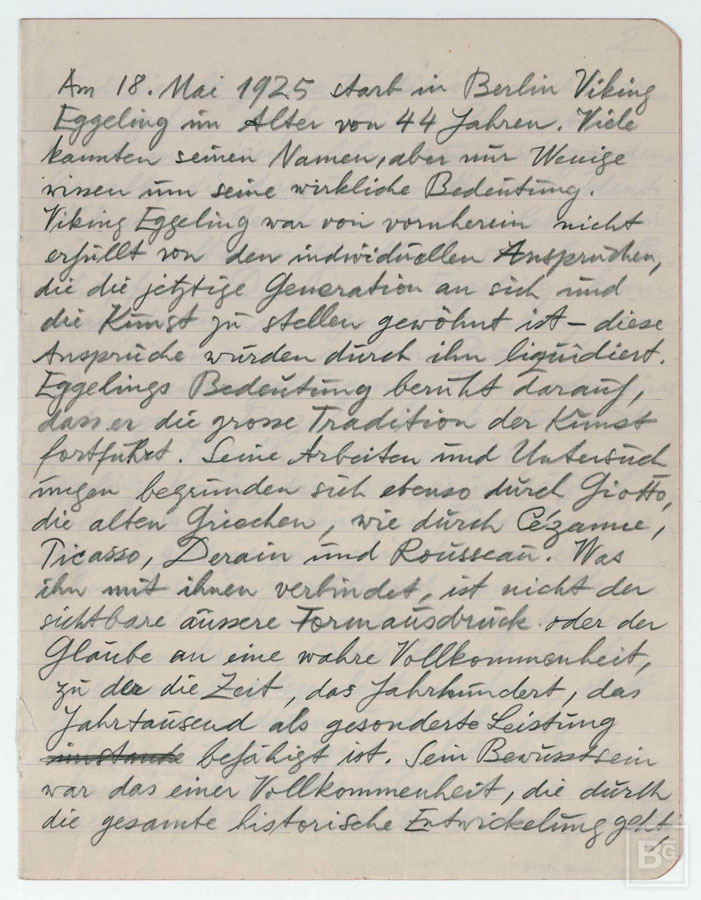 2
Am 18. Mai 1925 starb in Berlin Viking
Eggeling im Alter von 44 Jahren. Viele
kannten seinen Namen, aber nur Wenige
wissen um seine wirkliche Bedeutung.
Viking Eggeling war von vornherein nicht
erfüllt von den individuellen Ansprüchen,
die die jetztige Generation an sich und
die Kunst zu stellen gewöhnt ist – diese
Ansprüche wurden durch ihn liquidiert.
Eggelings Bedeutung beruht darauf,
dass er die grosse Tradition der Kunst
fortführt. Seine Arbeiten und Untersuch
ungen begründen sich ebenso durch Giotto,
die alten Griechen, wie durch Cézanne,
Picasso, Derain und Rousseau. Was
ihn mit ihnen verbindet, ist nicht der
sichtbare äussere Formausdruck oder der
Glaube an eine wahre Vollkommenheit,
zu der die Zeit, das Jahrhundert, das
Jahrtausend als gesonderte Leistung
imstande befähigt ist. Sein Bewusstsein
war das einer Vollkommenheit, die durch
die gesamte historische Entwickelung geht,
BG